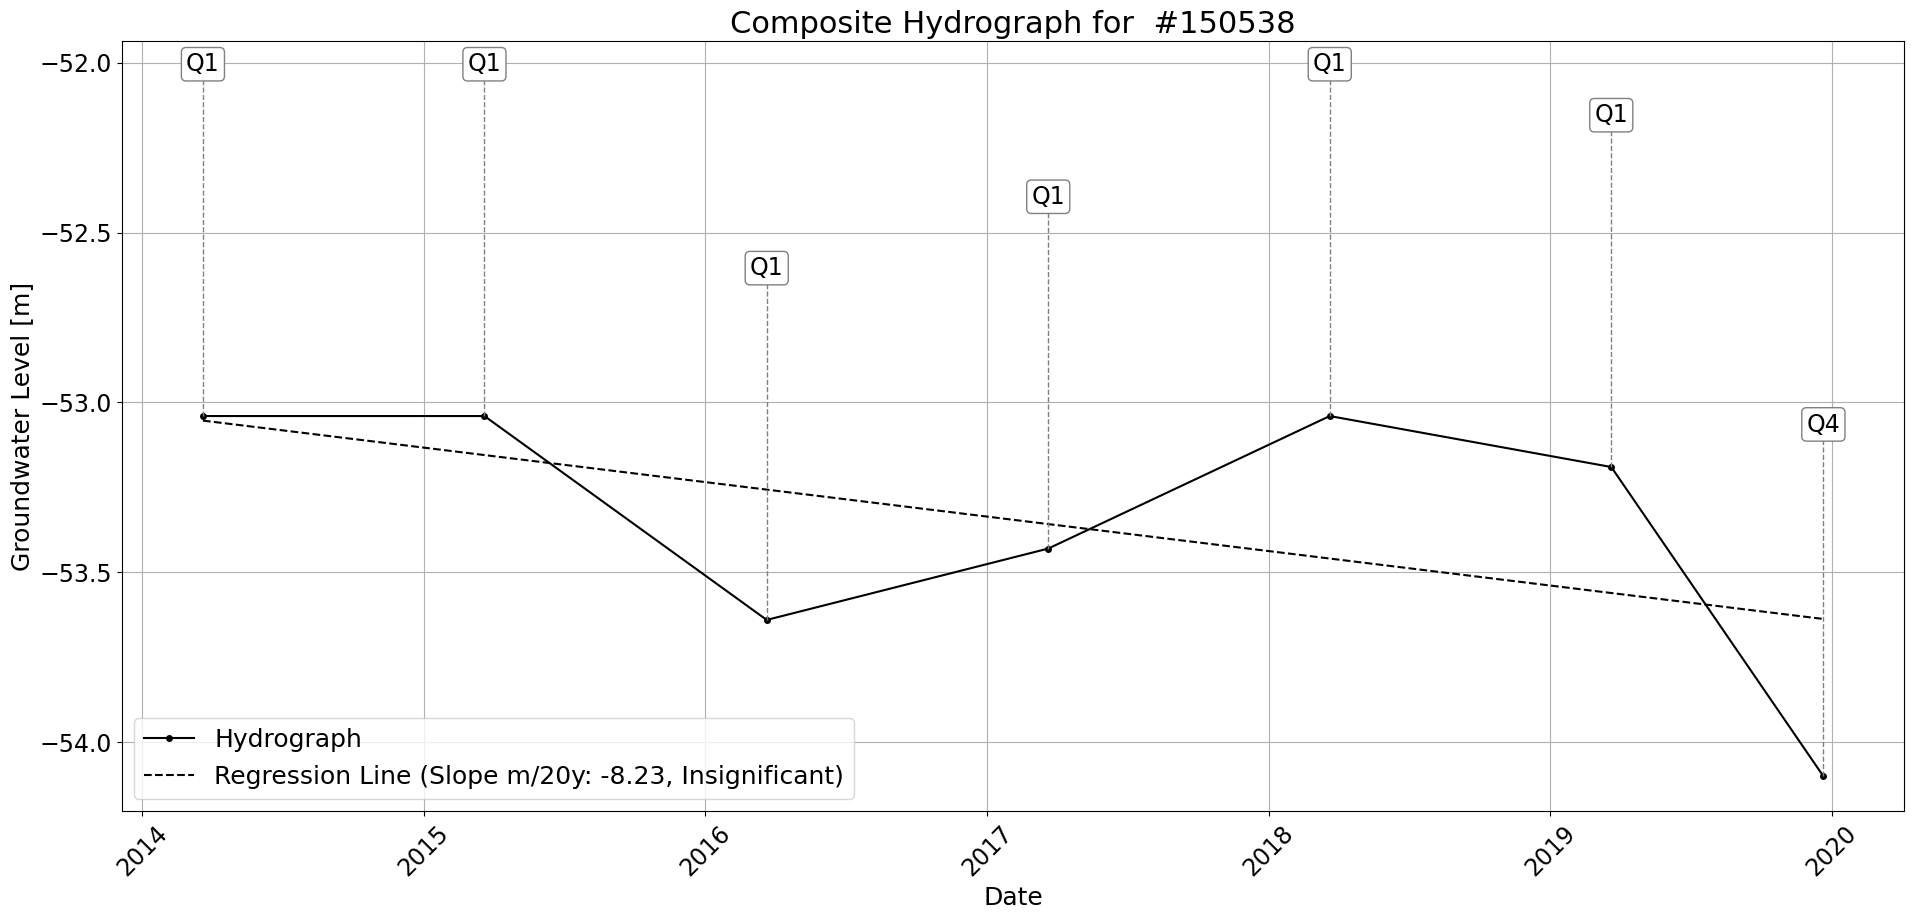 Composite Hydrograph for  #150538
Groundwater Level [m]
−52.0
−52.5
−53.0
−53.5
−54.0
Q1
Q1
Q1
Q1
Q1
Q1
Q4
Hydrograph
Regression Line (Slope m/20y: -8.23, Insignificant)
2014
2015
2016
2017
2018
2019
2020
Date